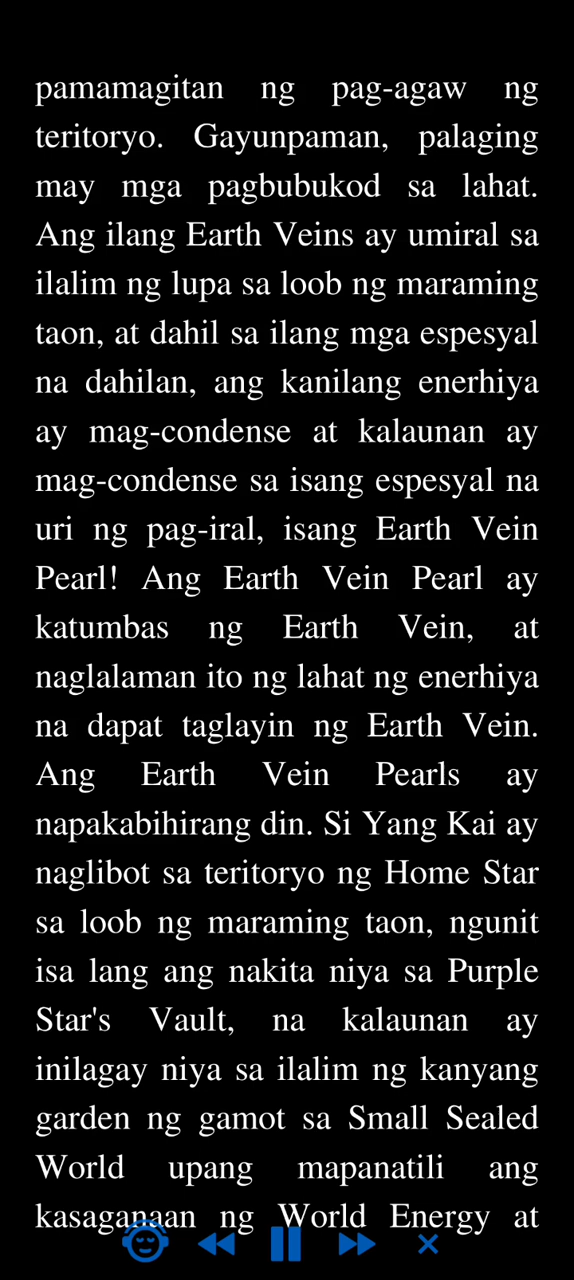 pamamagitan ng pag-agaw ng
teritoryo. Gayunpaman, palaging
may mga pagbubukod sa lahat.
Ang ilang Earth Veins ay umiral sa
ilalim ng lupa sa loob ng maraming
taon, at dahil sa ilang mga espesyal
na dahilan, ang kanilang enerhiya
ay mag-condense at kalaunan ay
mag-condense sa isang espesyal na
uri ng pag-iral, isang Earth Vein
Pearl! Ang Earth Vein Pearl ay
katumbas ng Earth Vein, at
naglalaman ito ng lahat ng enerhiya
na dapat taglayin ng Earth Vein.
Ang Earth Vein Pearls ay
napakabihirang din. Si Yang Kai ay
naglibot sa teritoryo ng Home Star
sa loob ng maraming taon, ngunit
isa lang ang nakita niya sa Purple
Star's Vault, na kalaunan ay
inilagay niya sa ilalim ng kanyang
garden ng gamot sa Small Sealed
World upang mapanatili ang
kasaganaan ng World Energy at